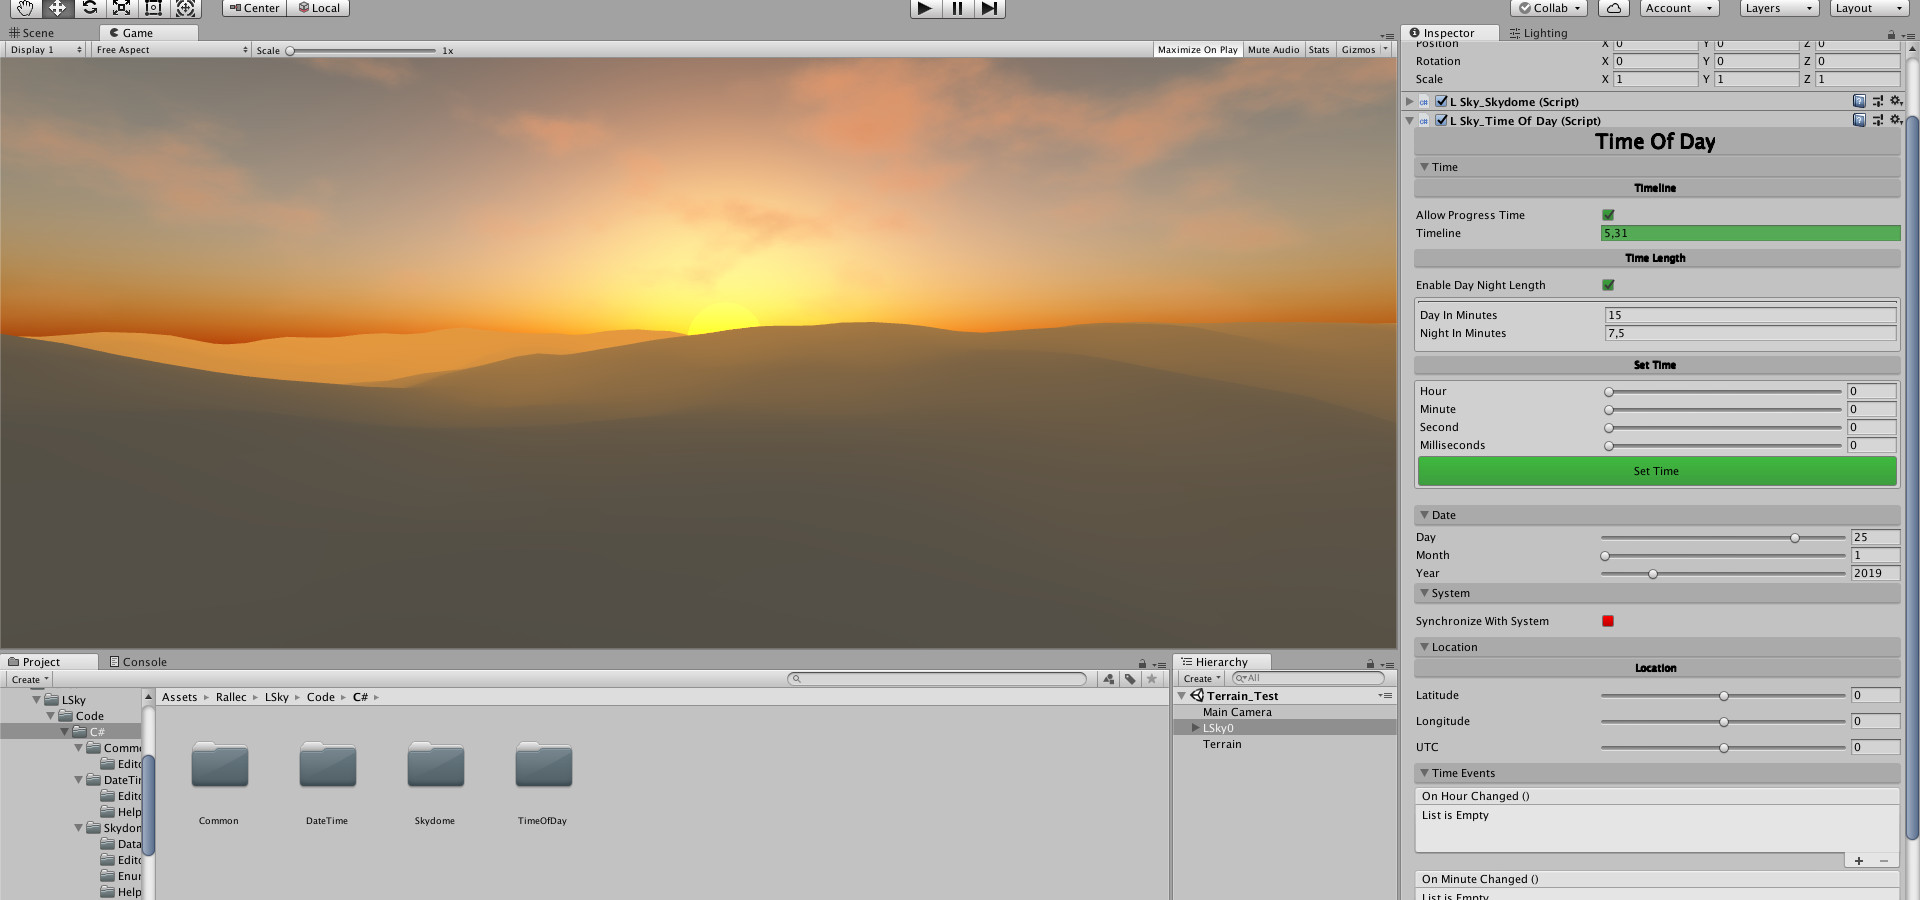 Center Local
Collab Account Layers Layout
Scene Game
Display 1 Free Aspect Scale 1x Maximize On Play Mute Audio Stats Gizmos
Inspector Lighting
Position X 0 Y 0 Z 0
Rotation X 0 Y 0 Z 0
Scale X 1 Y 1 Z 1
L Sky_Skydome (Script)
L Sky_Time Of Day (Script)
Time Of Day
Time
Timeline
Allow Progress Time
Timeline 5,31
Time Length
Enable Day Night Length
Day In Minutes 15
Night In Minutes 7,5
Set Time
Hour 0
Minute 0
Second 0
Milliseconds 0
Set Time
Date
Day 25
Month 1
Year 2019
System
Synchronize With System
Location
Location
Latitude 0
Longitude 0
UTC 0
Time Events
On Hour Changed ()
List is Empty
+ −
On Minute Changed ()
List is Empty
Project Console
Create
LSky
Code
C#
Commo
Edito
DateTim
Edito
Help
Skydom
Data
Edito
Enum
Help
Assets Rallec LSky Code C#
Common DateTime Skydome TimeOfDay
Hierarchy
Create All
Terrain_Test
Main Camera
LSky0
Terrain